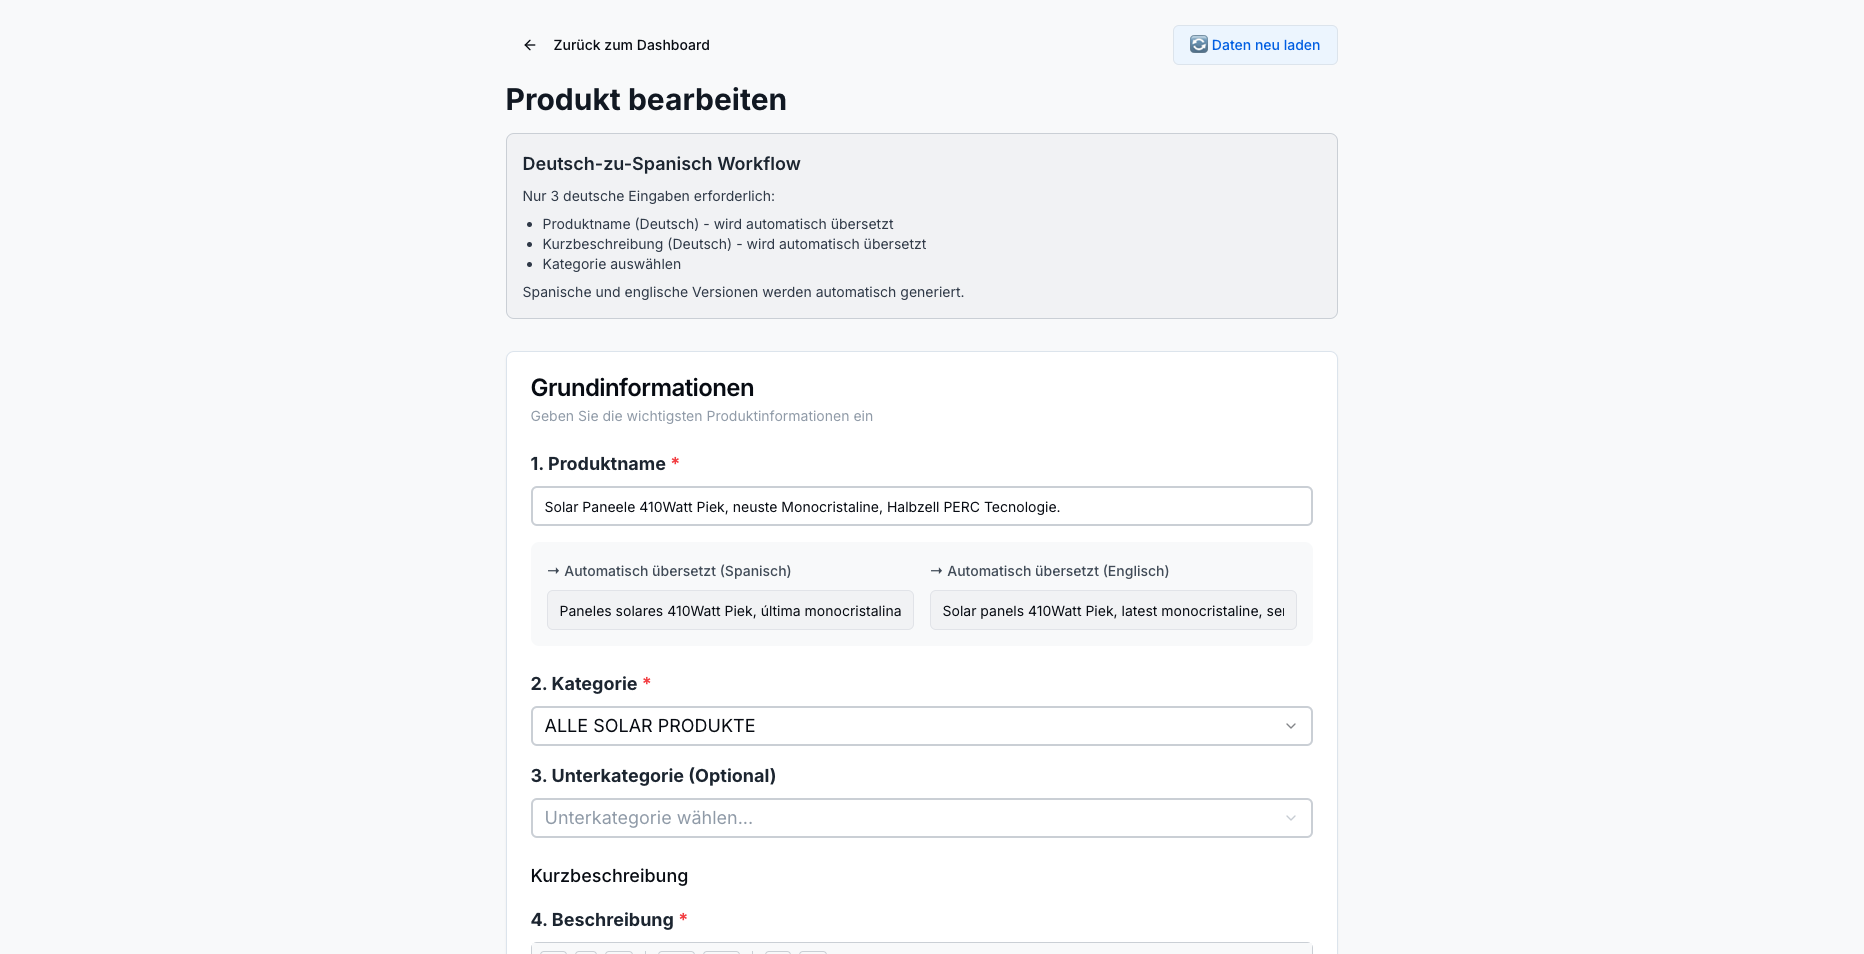 Zurück zum Dashboard
Daten neu laden
Produkt bearbeiten
Deutsch-zu-Spanisch Workflow
Nur 3 deutsche Eingaben erforderlich:
• Produktname (Deutsch) - wird automatisch übersetzt
• Kurzbeschreibung (Deutsch) - wird automatisch übersetzt
• Kategorie auswählen
Spanische und englische Versionen werden automatisch generiert.
Grundinformationen
Geben Sie die wichtigsten Produktinformationen ein
1. Produktname *
Solar Paneele 410Watt Piek, neuste Monocristaline, Halbzell PERC Tecnologie.
→ Automatisch übersetzt (Spanisch)
Paneles solares 410Watt Piek, última monocristalina
→ Automatisch übersetzt (Englisch)
Solar panels 410Watt Piek, latest monocristaline,
2. Kategorie *
ALLE SOLAR PRODUKTE
3. Unterkategorie (Optional)
Unterkategorie wählen...
Kurzbeschreibung
4. Beschreibung *